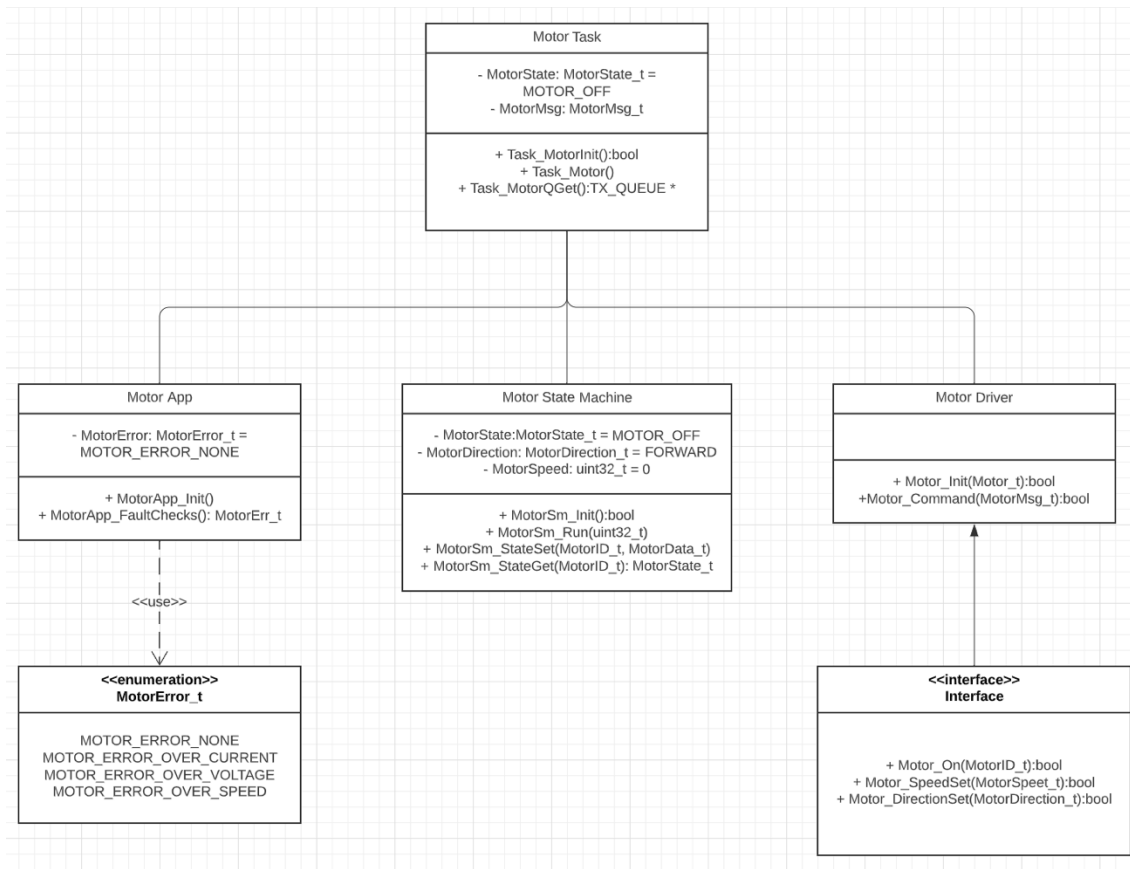 Motor Task
- MotorState: MotorState_t =
MOTOR_OFF
- MotorMsg: MotorMsg_t
+ Task_MotorInit():bool
+ Task_Motor()
+ Task_MotorQGet():TX_QUEUE *
Motor App
- MotorError: MotorError_t =
MOTOR_ERROR_NONE
+ MotorApp_Init()
+ MotorApp_FaultChecks(): MotorErr_t
Motor State Machine
- MotorState:MotorState_t = MOTOR_OFF
- MotorDirection: MotorDirection_t = FORWARD
- MotorSpeed: uint32_t = 0
+ MotorSm_Init():bool
+ MotorSm_Run(uint32_t)
+ MotorSm_StateSet(MotorID_t, MotorData_t)
+ MotorSm_StateGet(MotorID_t): MotorState_t
Motor Driver
+ Motor_Init(Motor_t):bool
+Motor_Command(MotorMsg_t):bool
<<use>>
<<enumeration>>
MotorError_t
MOTOR_ERROR_NONE
MOTOR_ERROR_OVER_CURRENT
MOTOR_ERROR_OVER_VOLTAGE
MOTOR_ERROR_OVER_SPEED
<<interface>>
Interface
+ Motor_On(MotorID_t):bool
+ Motor_SpeedSet(MotorSpeet_t):bool
+ Motor_DirectionSet(MotorDirection_t):bool